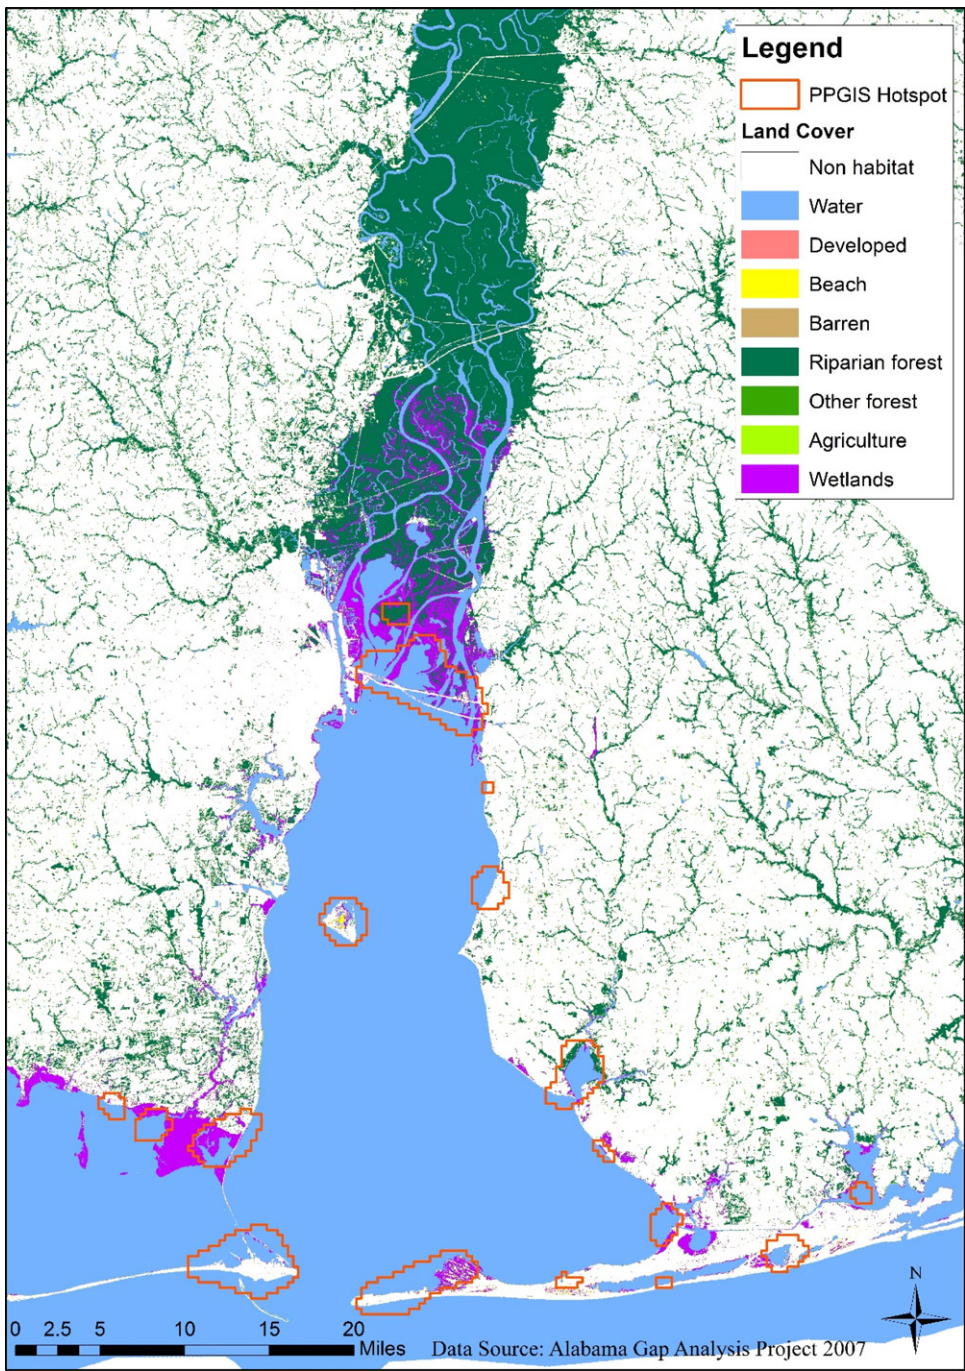 Legend
PPGIS Hotspot
Land Cover
Non habitat
Water
Developed
Beach
Barren
Riparian forest
Other forest
Agriculture
Wetlands
N
0 2.5 5 10 15 20
Miles
Data Source: Alabama Gap Analysis Project 2007